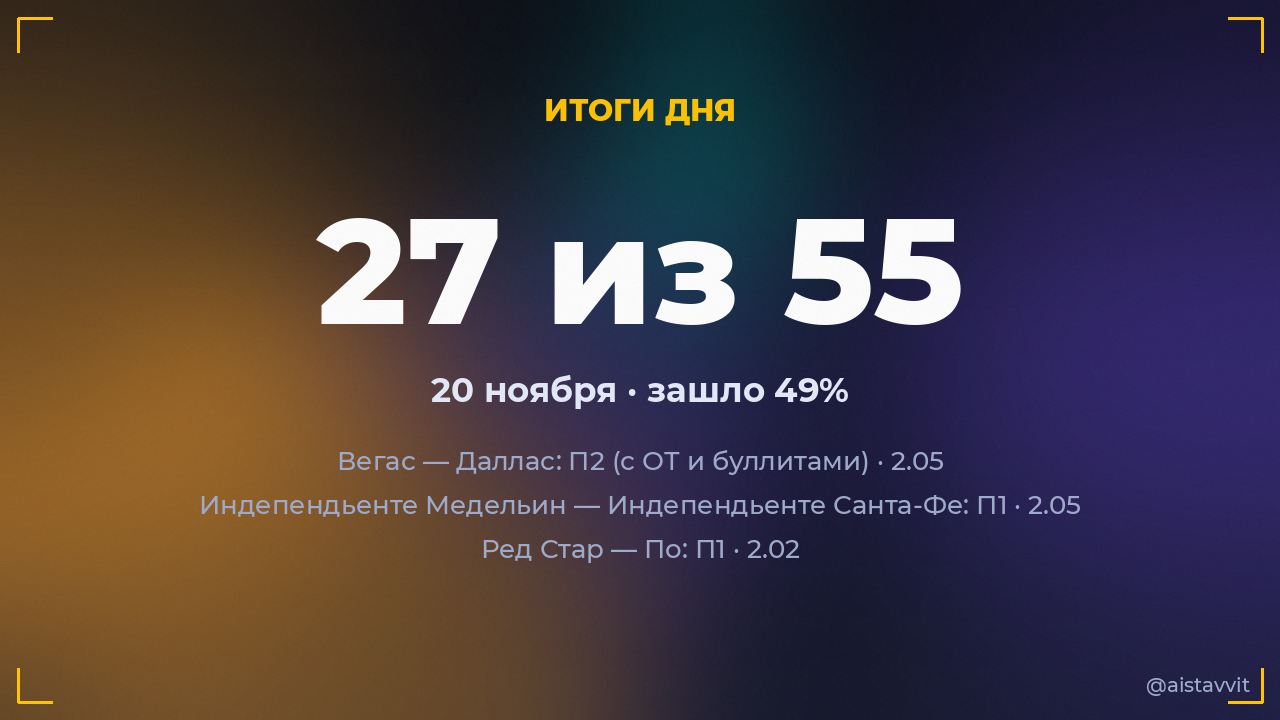 ИТОГИ ДНЯ
27 из 55
20 ноября · зашло 49%
Вегас — Даллас: П2 (с ОТ и буллитами) · 2.05
Индепендьенте Медельин — Индепендьенте Санта-Фе: П1 · 2.05
Ред Стар — По: П1 · 2.02
@aistavvit